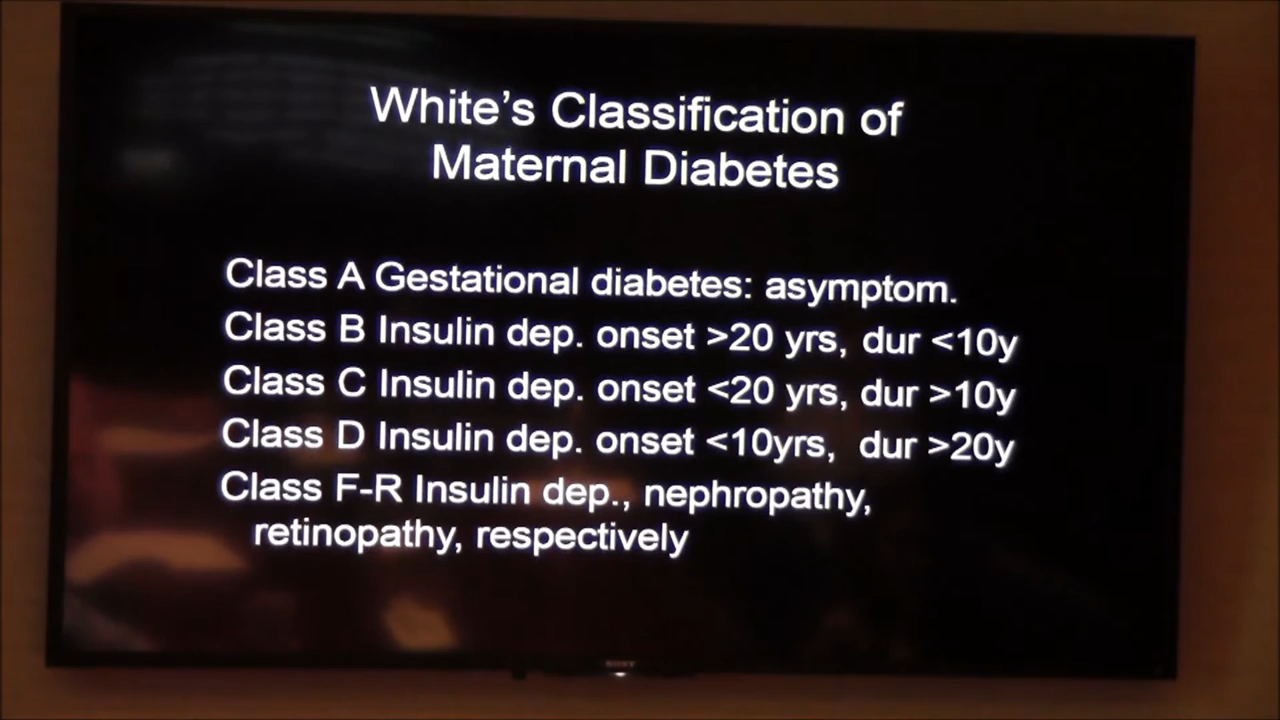 White's Classification of
Maternal Diabetes
Class A Gestational diabetes: asymptom.
Class B Insulin dep. onset >20 yrs, dur <10y
Class C Insulin dep. onset <20 yrs, dur >10y
Class D Insulin dep. onset <10yrs, dur >20y
Class F-R Insulin dep., nephropathy,
retinopathy, respectively
SONY